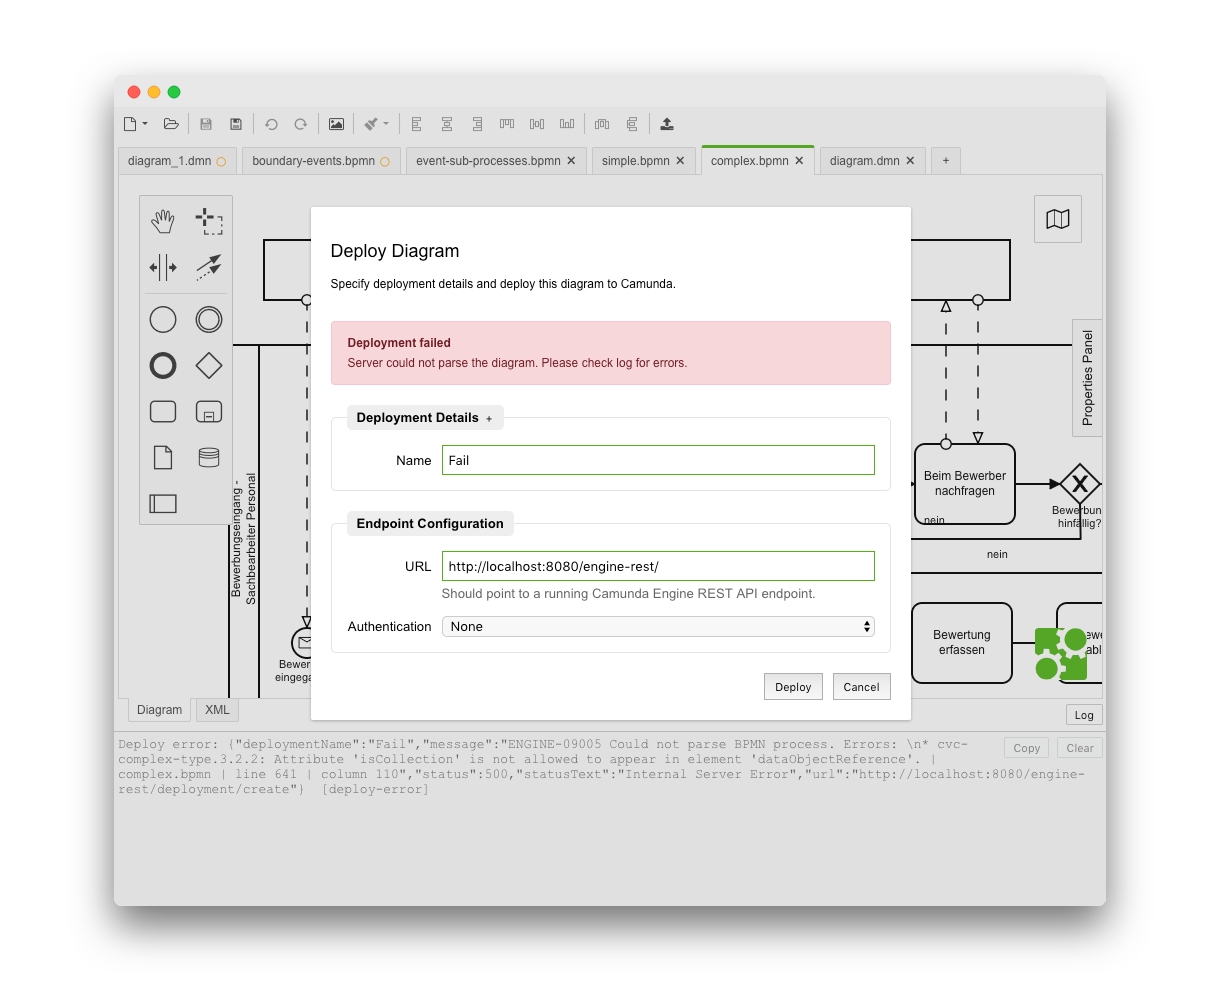 diagram_1.dmn
boundary-events.bpmn
event-sub-processes.bpmn
simple.bpmn
complex.bpmn
diagram.dmn
+
Deploy Diagram
Specify deployment details and deploy this diagram to Camunda.
Deployment failed
Server could not parse the diagram. Please check log for errors.
Deployment Details +
Name
Fail
Endpoint Configuration
URL
http://localhost:8080/engine-rest/
Should point to a running Camunda Engine REST API endpoint.
Authentication
None
Deploy
Cancel
Properties Panel
Bewerbungseingang -
Sachbearbeiter Personal
Beim Bewerber
nachfragen
nein
Bewerbun
hinfällig?
nein
Bewertung
erfassen
Bewer
eingega
Diagram
XML
Log
Copy
Clear
Deploy error: {"deploymentName":"Fail","message":"ENGINE-09005 Could not parse BPMN process. Errors: \n* cvc-
complex-type.3.2.2: Attribute 'isCollection' is not allowed to appear in element 'dataObjectReference'. |
complex.bpmn | line 641 | column 110","status":500,"statusText":"Internal Server Error","url":"http://localhost:8080/engine-
rest/deployment/create"} [deploy-error]